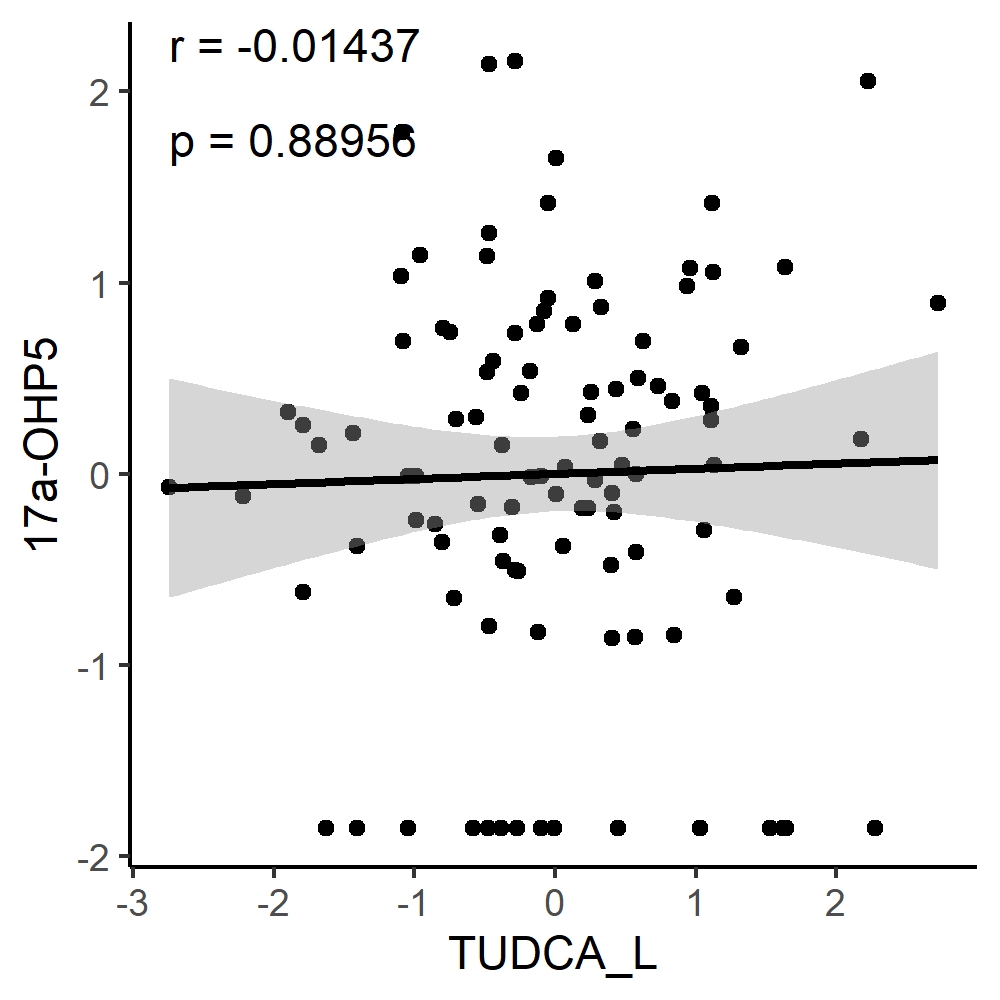 r = -0.01437
p = 0.88956
2
1
0
-1
-2
17a-OHP5
-3 -2 -1 0 1 2
TUDCA_L